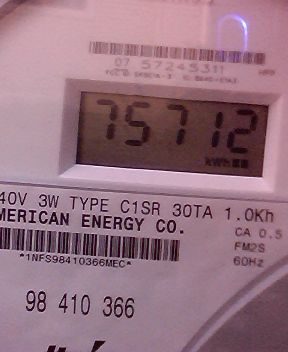 07 57245311
75712
kWh
40V 3W TYPE C1SR 30TA 1.0Kh
MERICAN ENERGY CO.
CA 0.5
FM2S
*1NFS98410366MEC*
60Hz
98 410 366